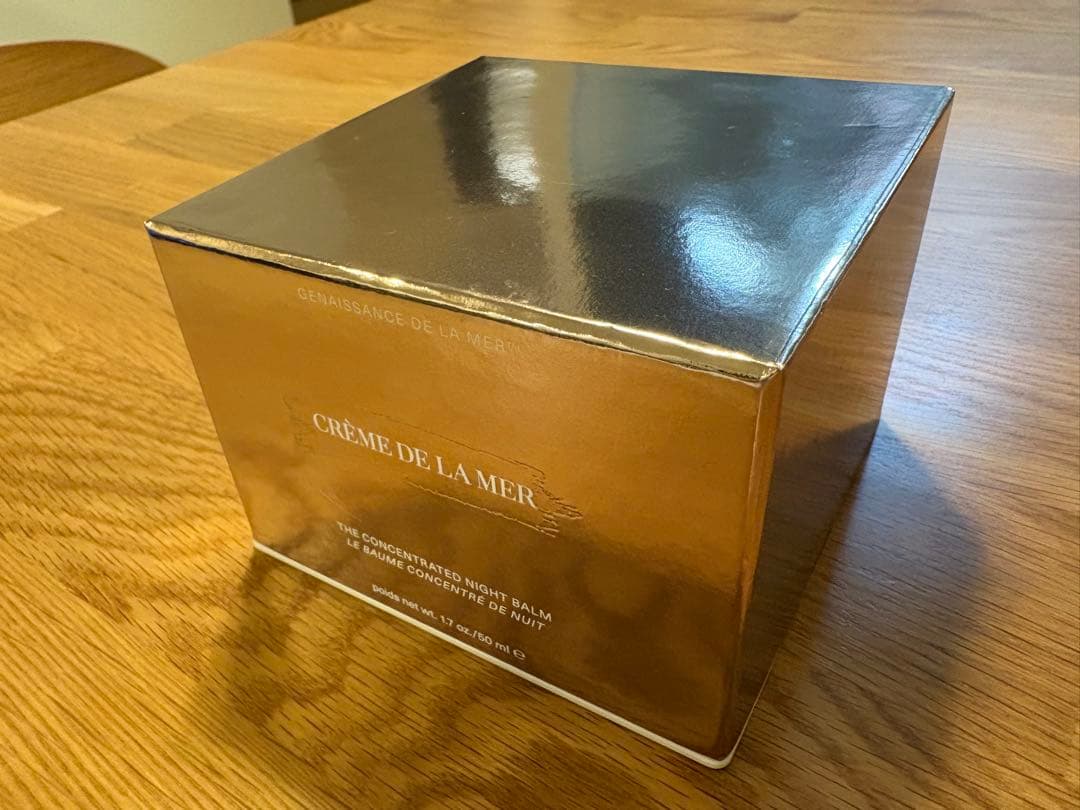 GENAISSANCE DE LA MER™
CRÈME DE LA MER
THE CONCENTRATED NIGHT BALM
LE BAUME CONCENTRÉ DE NUIT
poids net wt. 1.7 oz./50 ml ℮